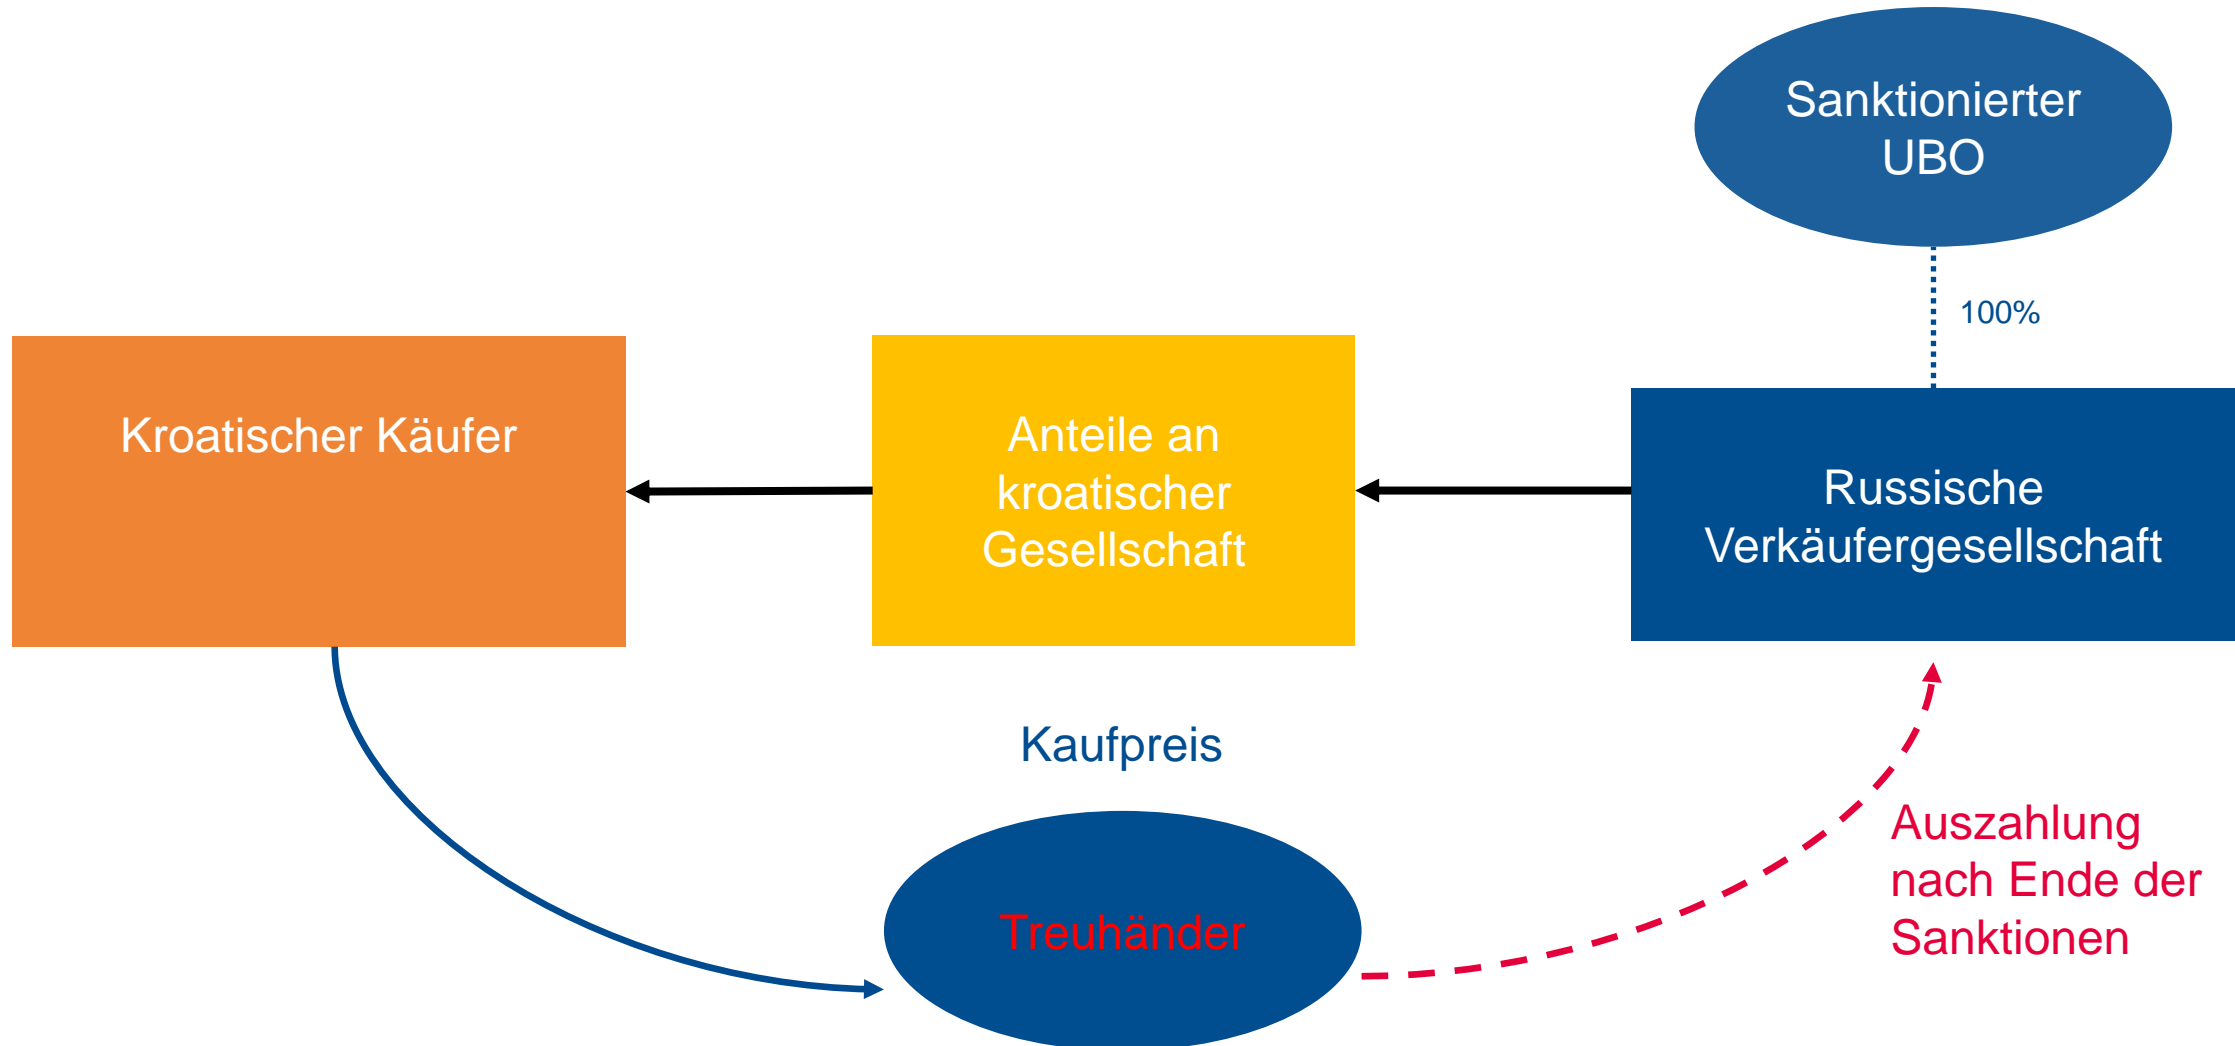 Sanktionierter
UBO
100%
Kroatischer Käufer
Anteile an
kroatischer
Gesellschaft
Russische
Verkäufergesellschaft
Kaufpreis
Treuhänder
Auszahlung
nach Ende der
Sanktionen